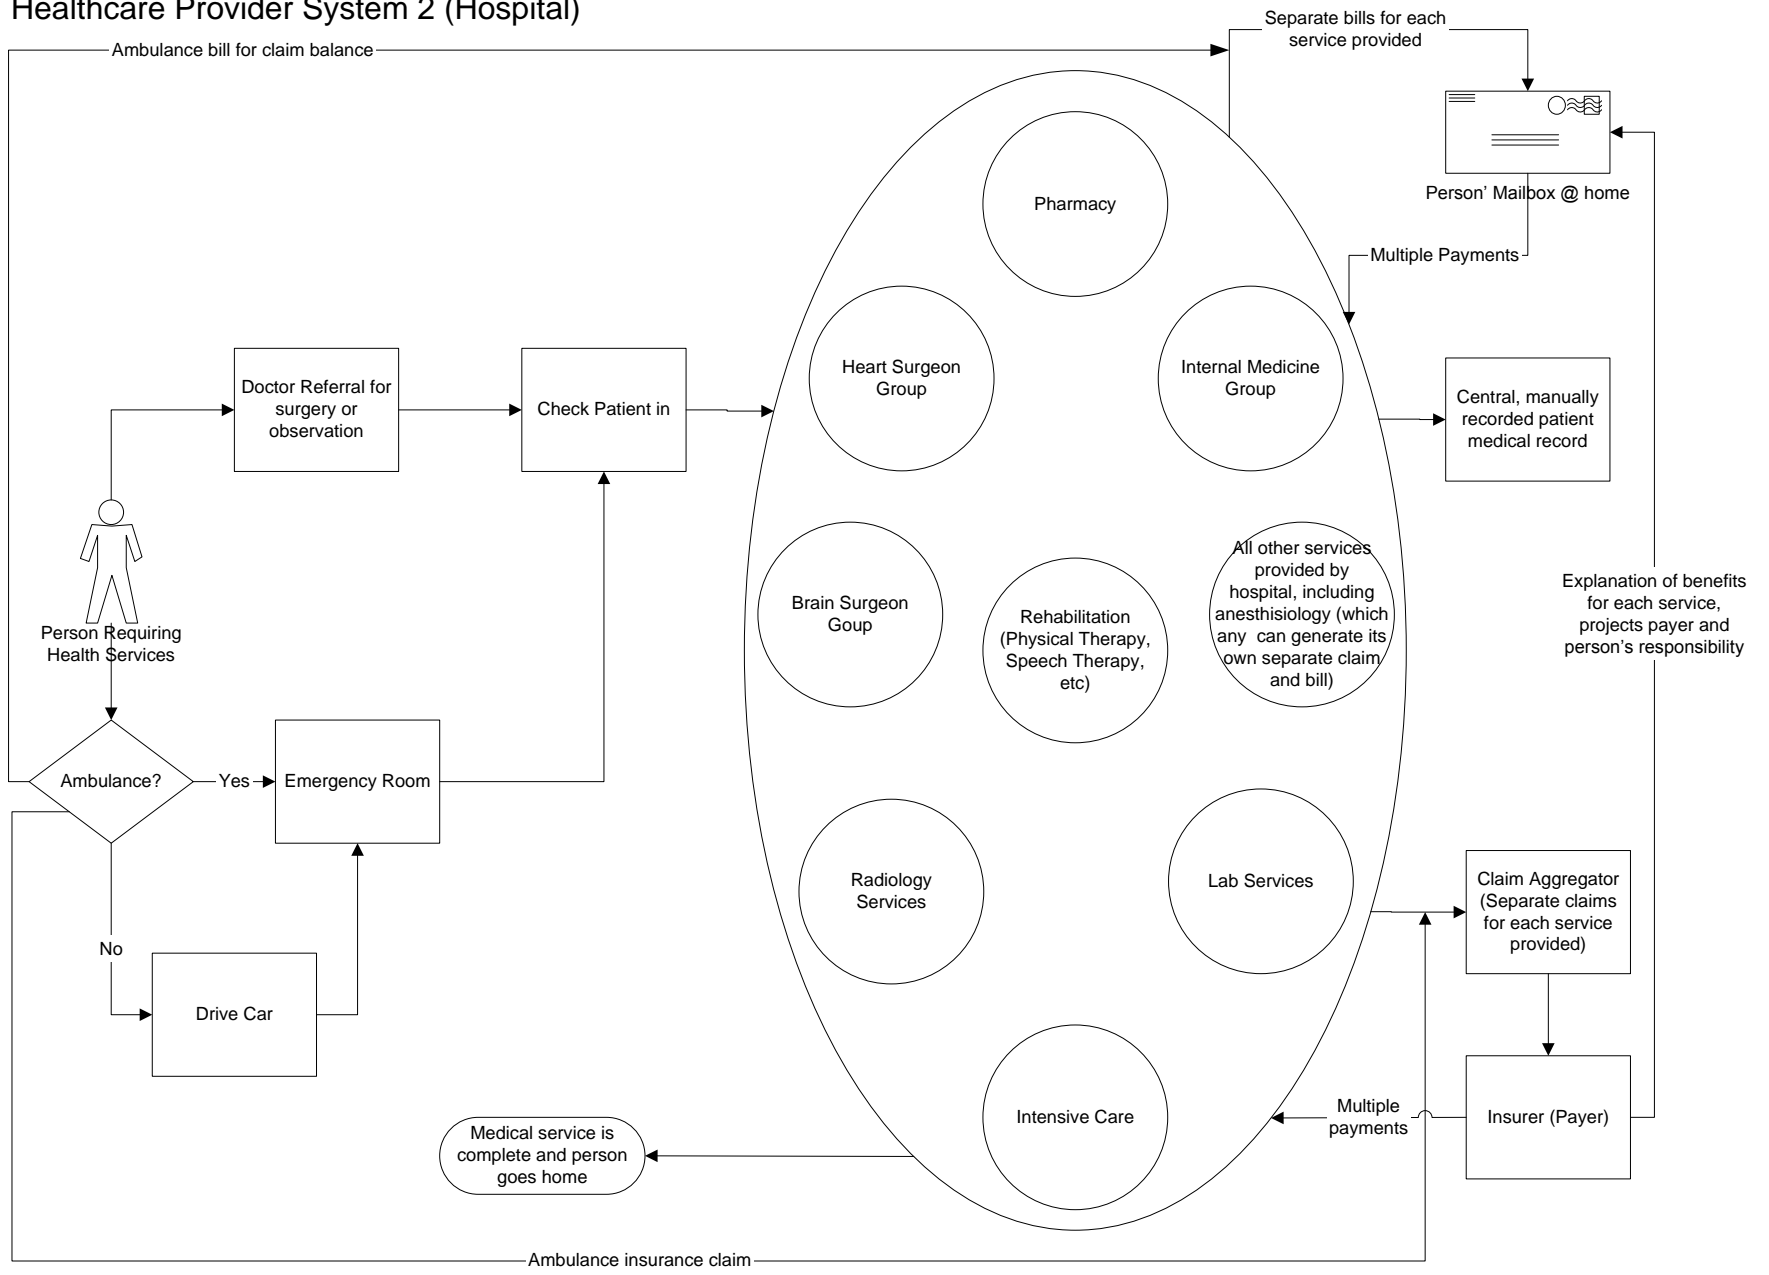 Healthcare Provider System 2 (Hospital)
Ambulance bill for claim balance
Separate bills for each
service provided
Person' Mailbox @ home
Multiple Payments
Pharmacy
Heart Surgeon
Group
Internal Medicine
Group
Doctor Referral for
surgery or
observation
Check Patient in
Central, manually
recorded patient
medical record
Person Requiring
Health Services
Brain Surgeon
Goup
Rehabilitation
(Physical Therapy,
Speech Therapy,
etc)
All other services
provided by
hospital, including
anesthisiology (which
any can generate its
own separate claim
and bill)
Explanation of benefits
for each service,
projects payer and
person’s responsibility
Ambulance?
Yes
Emergency Room
No
Drive Car
Radiology
Services
Lab Services
Claim Aggregator
(Separate claims
for each service
provided)
Intensive Care
Multiple
payments
Insurer (Payer)
Medical service is
complete and person
goes home
Ambulance insurance claim